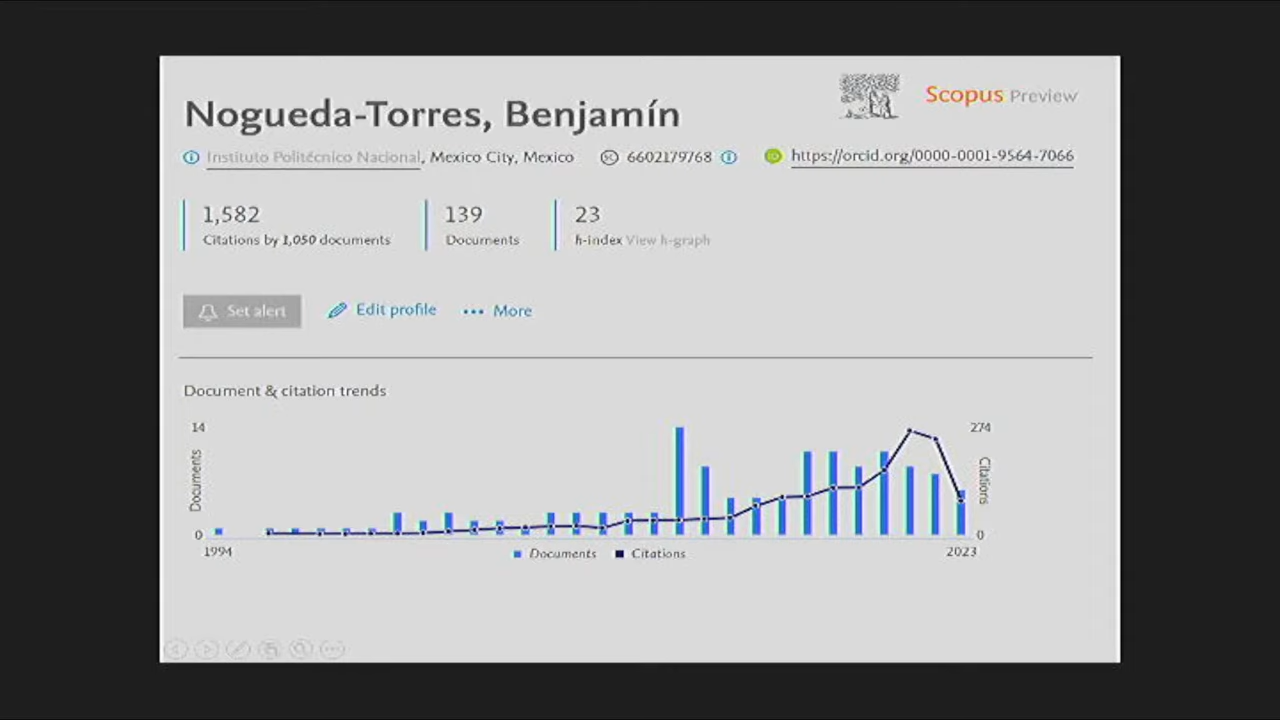 Nogueda-Torres, Benjamín
Scopus Preview
Instituto Politécnico Nacional, Mexico City, Mexico
SC 6602179768
iD https://orcid.org/0000-0001-9564-7066
1,582
Citations by 1,050 documents
139
Documents
23
h-index View h-graph
Set alert
Edit profile
••• More
Document & citation trends
14
274
Documents
Citations
0
0
1994
2023
Documents
Citations